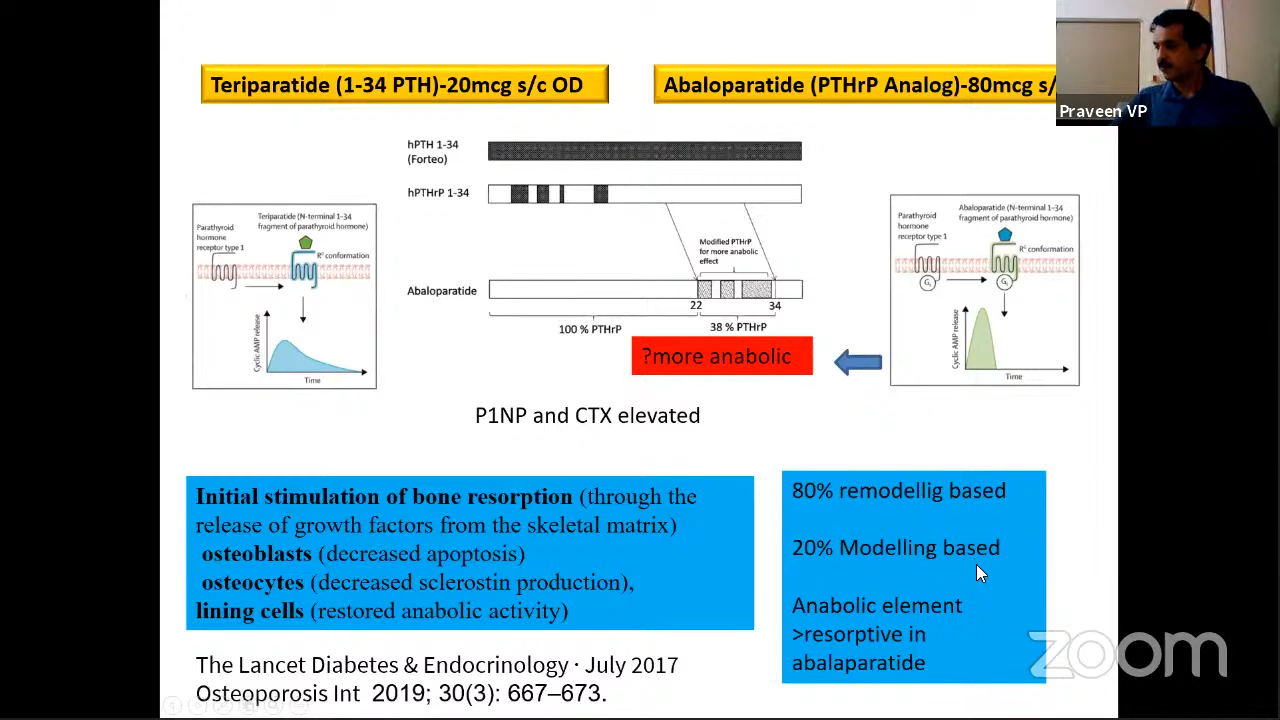 Teriparatide (1-34 PTH)-20mcg s/c OD
Abaloparatide (PTHrP Analog)-80mcg s/
Praveen VP
hPTH 1-34
(Forteo)
hPTHrP 1-34
Modified PTHrP
for more anabolic
effect
Abaloparatide
22
34
100 % PTHrP
38 % PTHrP
Teriparatide (N-terminal 1–34
fragment of parathyroid hormone)
Parathyroid
hormone
receptor type 1
R⁰ conformation
Cyclic AMP release
Time
Abaloparatide (N-terminal 1–34
fragment of parathyroid hormone)
Parathyroid
hormone
receptor type 1
Rᴳ conformation
Cyclic AMP release
Time
?more anabolic
P1NP and CTX elevated
Initial stimulation of bone resorption (through the
release of growth factors from the skeletal matrix)
osteoblasts (decreased apoptosis)
osteocytes (decreased sclerostin production),
lining cells (restored anabolic activity)
80% remodellig based
20% Modelling based
Anabolic element
>resorptive in
abalaparatide
The Lancet Diabetes & Endocrinology · July 2017
Osteoporosis Int 2019; 30(3): 667–673.
zoom